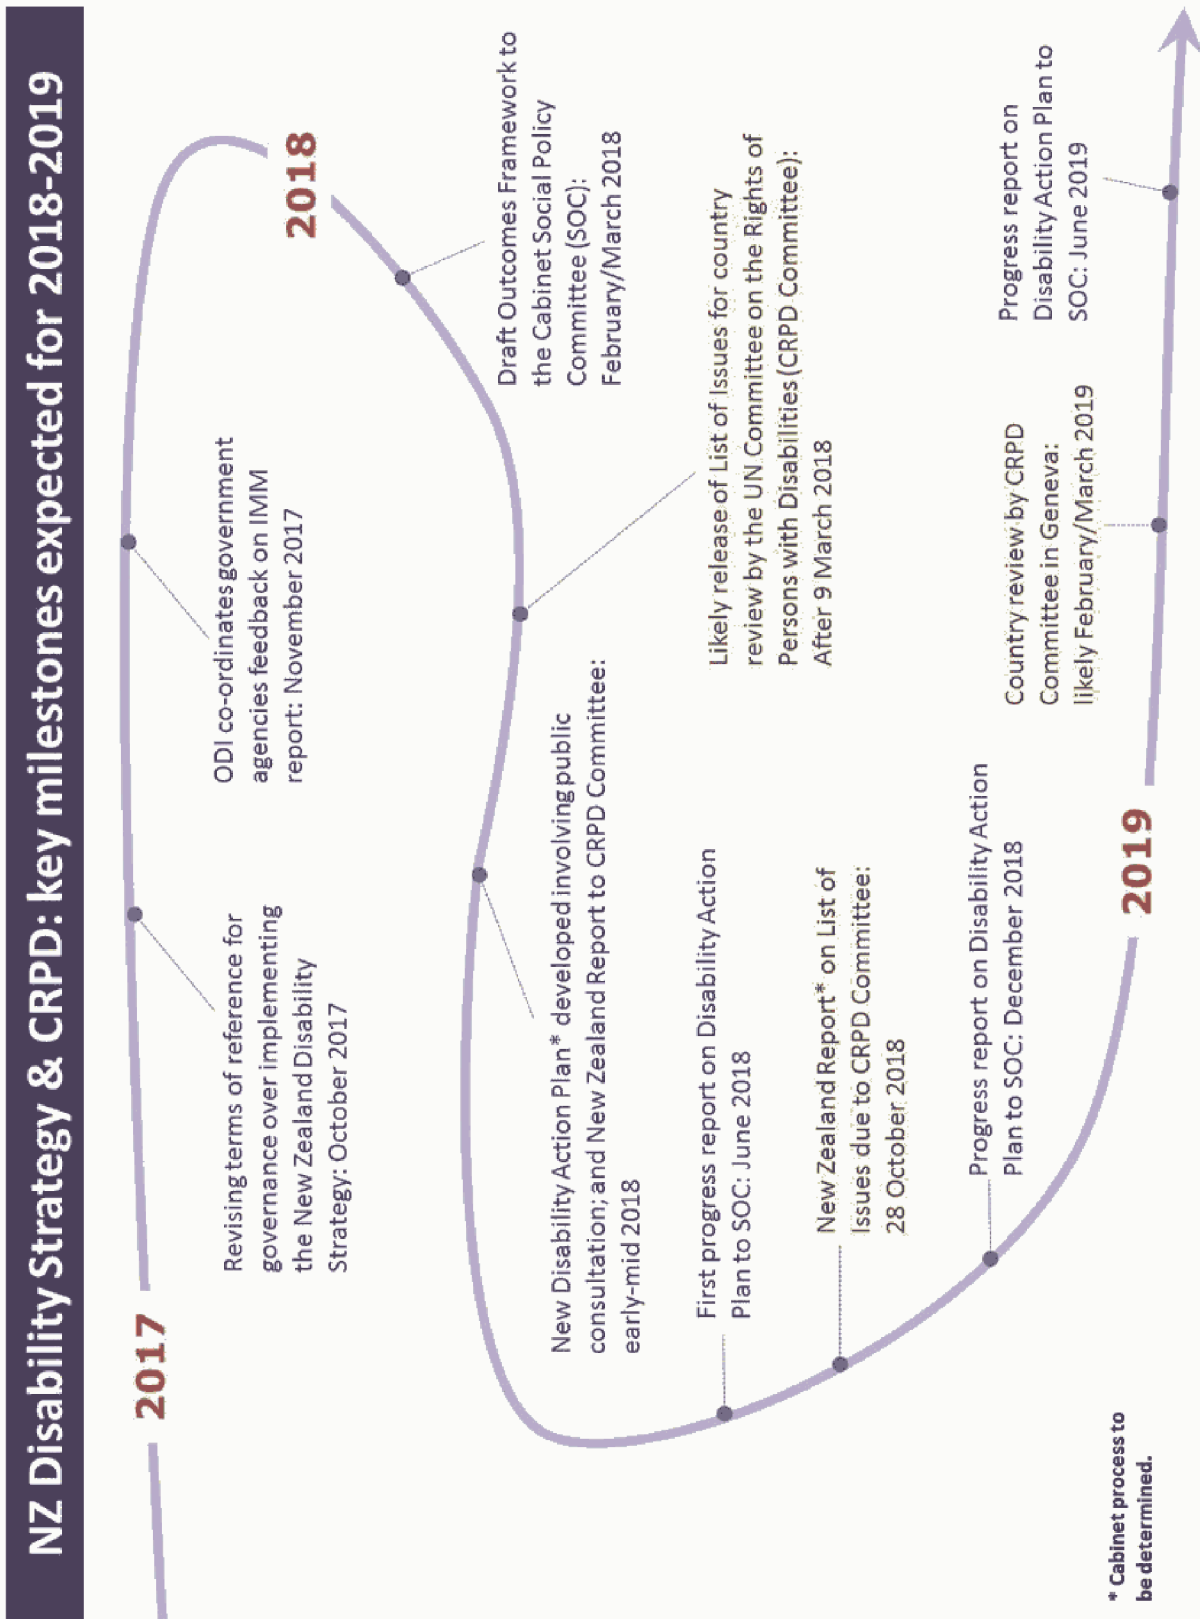 NZ Disability Strategy & CRPD: key milestones expected for 2018-2019
2017
Revising terms of reference for
governance over implementing
the New Zealand Disability
Strategy: October 2017
ODI co-ordinates government
agencies feedback on IMM
report: November 2017
2018
Draft Outcomes Framework to
the Cabinet Social Policy
Committee (SOC):
February/March 2018
Likely release of List of Issues for country
review by the UN Committee on the Rights of
Persons with Disabilities (CRPD Committee):
After 9 March 2018
New Disability Action Plan* developed involving public
consultation; and New Zealand Report to CRPD Committee:
early-mid 2018
First progress report on Disability Action
Plan to SOC: June 2018
New Zealand Report* on List of
Issues due to CRPD Committee:
28 October 2018
Progress report on Disability Action
Plan to SOC: December 2018
2019
Country review by CRPD
Committee in Geneva:
likely February/March 2019
Progress report on
Disability Action Plan to
SOC: June 2019
* Cabinet process to
be determined.